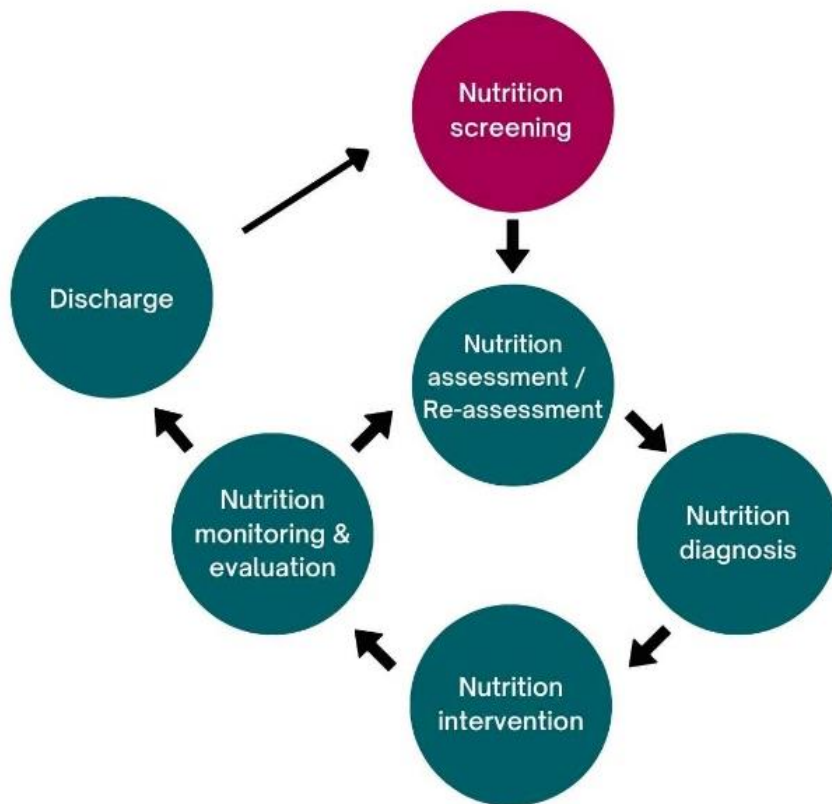 Nutrition
screening
Discharge
Nutrition
assessment /
Re-assessment
Nutrition
monitoring &
evaluation
Nutrition
diagnosis
Nutrition
intervention